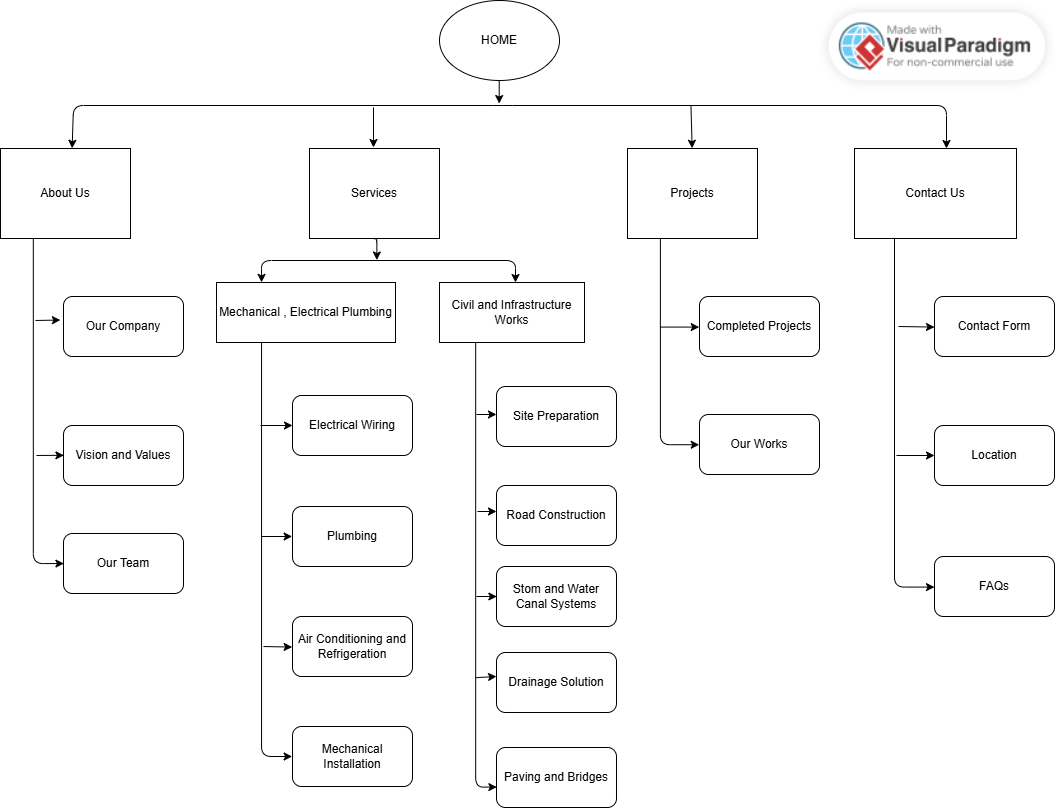 HOME
Made with
Visual Paradigm
For non-commercial use
About Us
Services
Projects
Contact Us
Our Company
Vision and Values
Our Team
Mechanical , Electrical Plumbing
Electrical Wiring
Plumbing
Air Conditioning and
Refrigeration
Mechanical
Installation
Civil and Infrastructure
Works
Site Preparation
Road Construction
Stom and Water
Canal Systems
Drainage Solution
Paving and Bridges
Completed Projects
Our Works
Contact Form
Location
FAQs